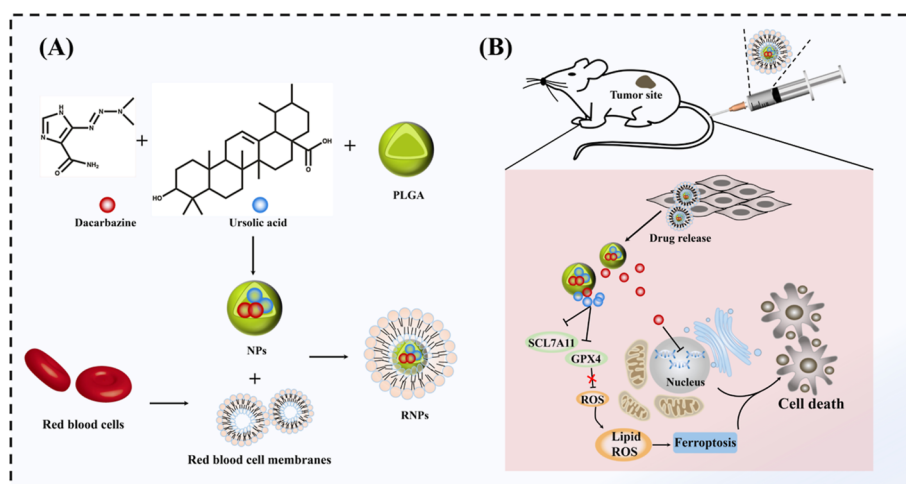 (A)
H
N
N
N
N
N
NH₂
O
+
OH
O
HO
+
PLGA
Dacarbazine
Ursolic acid
NPs
+
Red blood cells
Red blood cell membranes
RNPs
(B)
Tumor site
Drug release
SCL7A11
GPX4
ROS
Nucleus
Lipid
ROS
Ferroptosis
Cell death